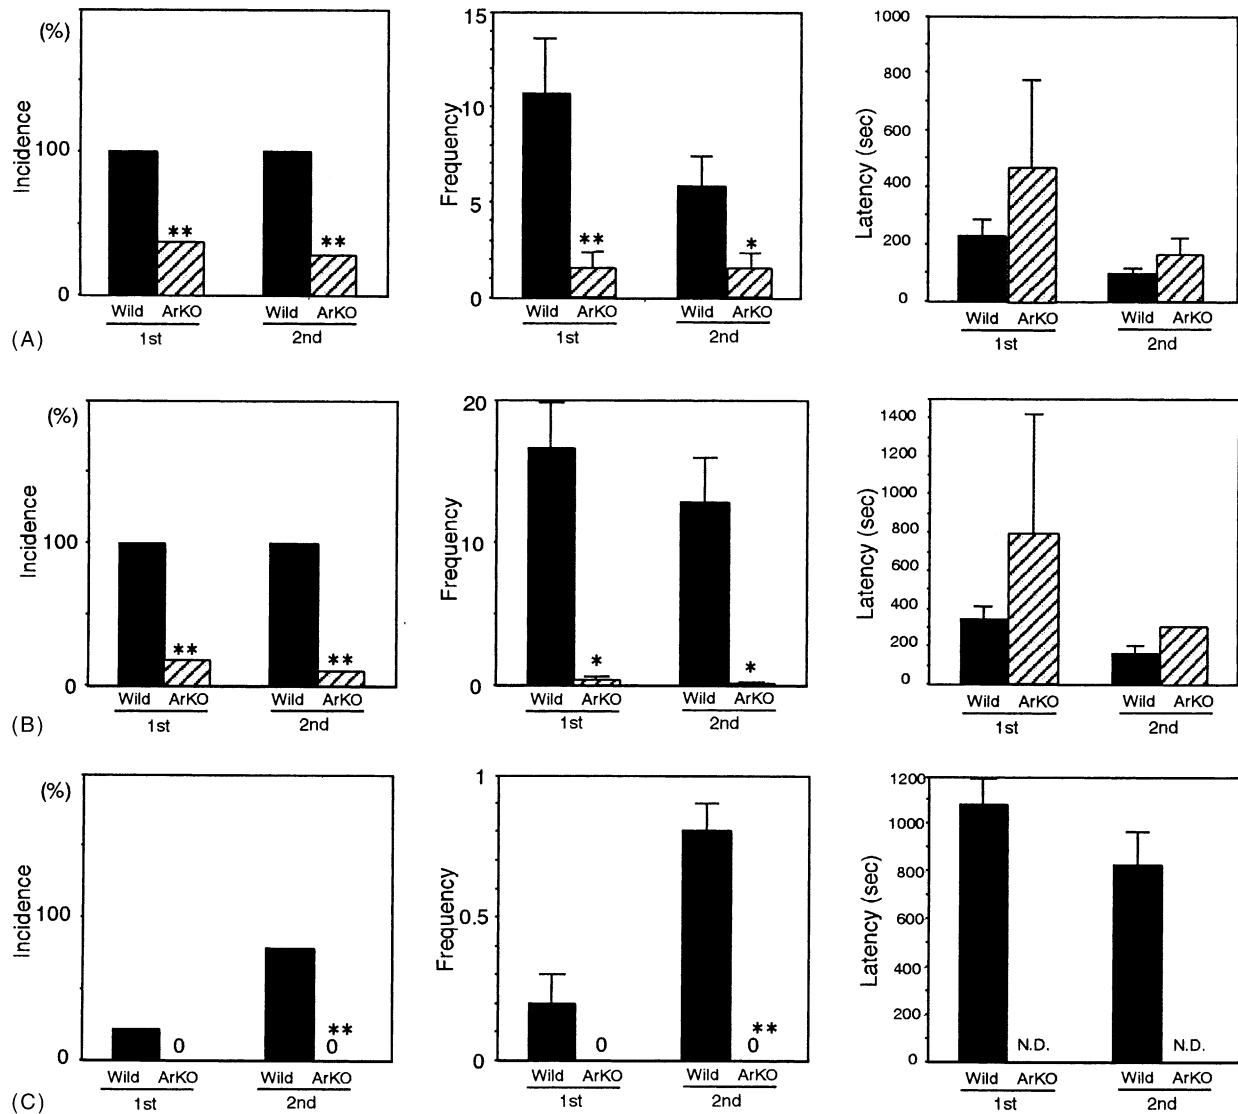 (%)
Incidence
100
0
**
**
Wild ArKO
Wild ArKO
1st
2nd
(A)
Frequency
15
10
5
0
**
*
Wild ArKO
Wild ArKO
1st
2nd
Latency (sec)
1000
800
600
400
200
0
Wild ArKO
Wild ArKO
1st
2nd
(%)
Incidence
100
0
**
**
Wild ArKO
Wild ArKO
1st
2nd
(B)
Frequency
20
10
0
*
*
Wild ArKO
Wild ArKO
1st
2nd
Latency (sec)
1400
1200
1000
800
600
400
200
0
Wild ArKO
Wild ArKO
1st
2nd
(%)
Incidence
100
0
0
**
0
Wild ArKO
Wild ArKO
1st
2nd
(C)
Frequency
1
0.5
0
0
**
0
Wild ArKO
Wild ArKO
1st
2nd
Latency (sec)
1200
1000
800
600
400
200
0
N.D.
N.D.
Wild ArKO
Wild ArKO
1st
2nd